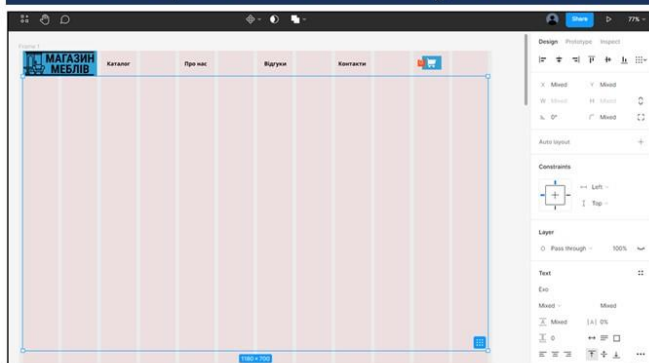 Share
77%
Design Prototype Inspect
Frame 1
МАГАЗИН
МЕБЛІВ
Каталог Про нас Відгуки Контакти
X Mixed Y Mixed
W Mixed H Mixed
0° Mixed
Auto layout
Constraints
Left
Top
Layer
Pass through 100%
Text
Exo
Mixed Mixed
Mixed |A| 0%
0
1180 × 700